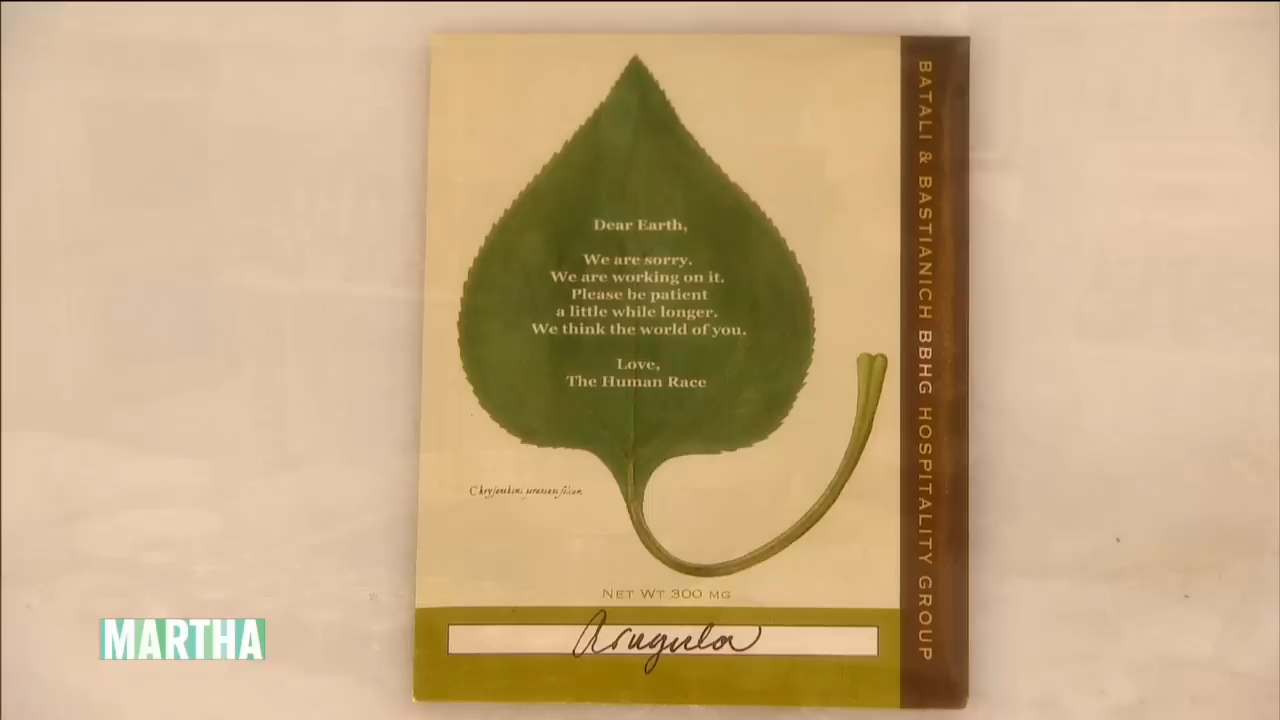 Dear Earth,
We are sorry.
We are working on it.
Please be patient
a little while longer.
We think the world of you.
Love,
The Human Race
NET WT 300 MG
Arugula
BATALI & BASTIANICH BBHG HOSPITALITY GROUP
MARTHA